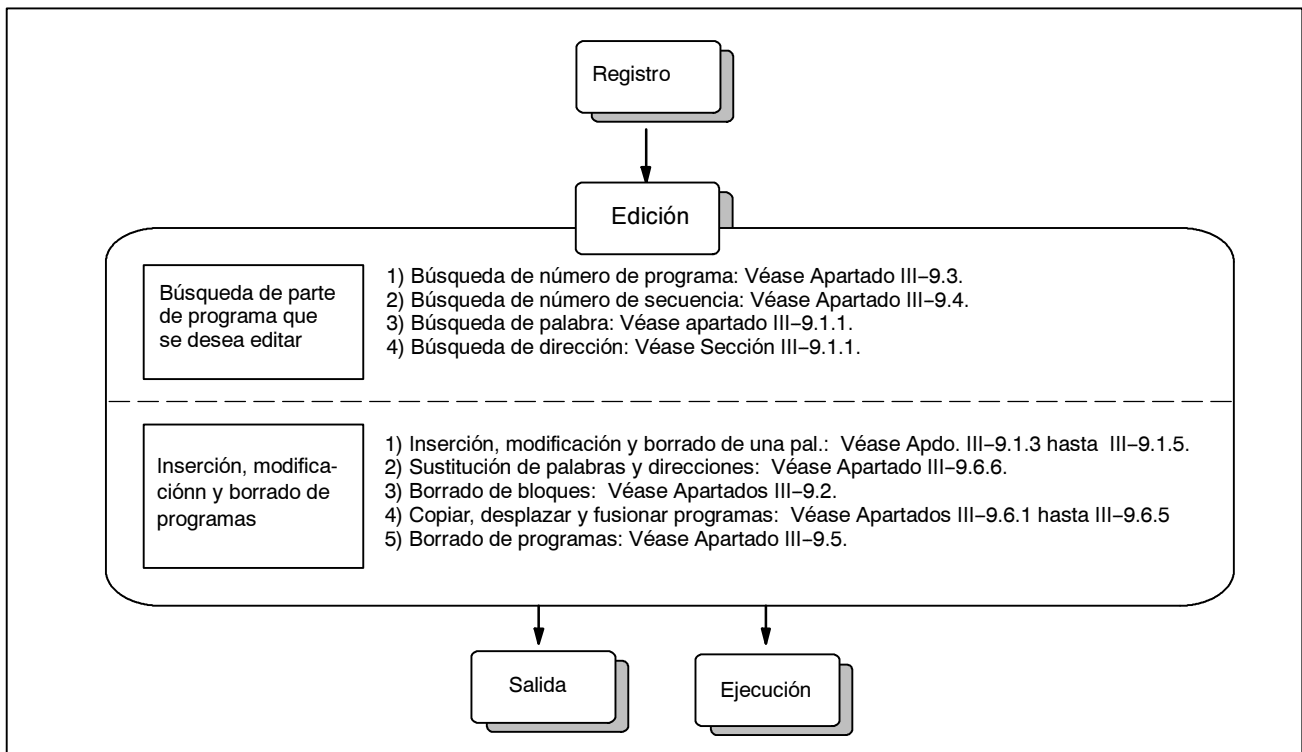 Registro
Edición
Búsqueda de parte
de programa que
se desea editar
1) Búsqueda de número de programa: Véase Apartado III−9.3.
2) Búsqueda de número de secuencia: Véase Apartado III−9.4.
3) Búsqueda de palabra: Véase apartado III−9.1.1.
4) Búsqueda de dirección: Véase Sección III−9.1.1.
Inserción, modifica-
ciónn y borrado de
programas
1) Inserción, modificación y borrado de una pal.: Véase Apdo. III−9.1.3 hasta III−9.1.5.
2) Sustitución de palabras y direcciones: Véase Apartado III−9.6.6.
3) Borrado de bloques: Véase Apartados III−9.2.
4) Copiar, desplazar y fusionar programas: Véase Apartados III−9.6.1 hasta III−9.6.5
5) Borrado de programas: Véase Apartado III−9.5.
Salida
Ejecución